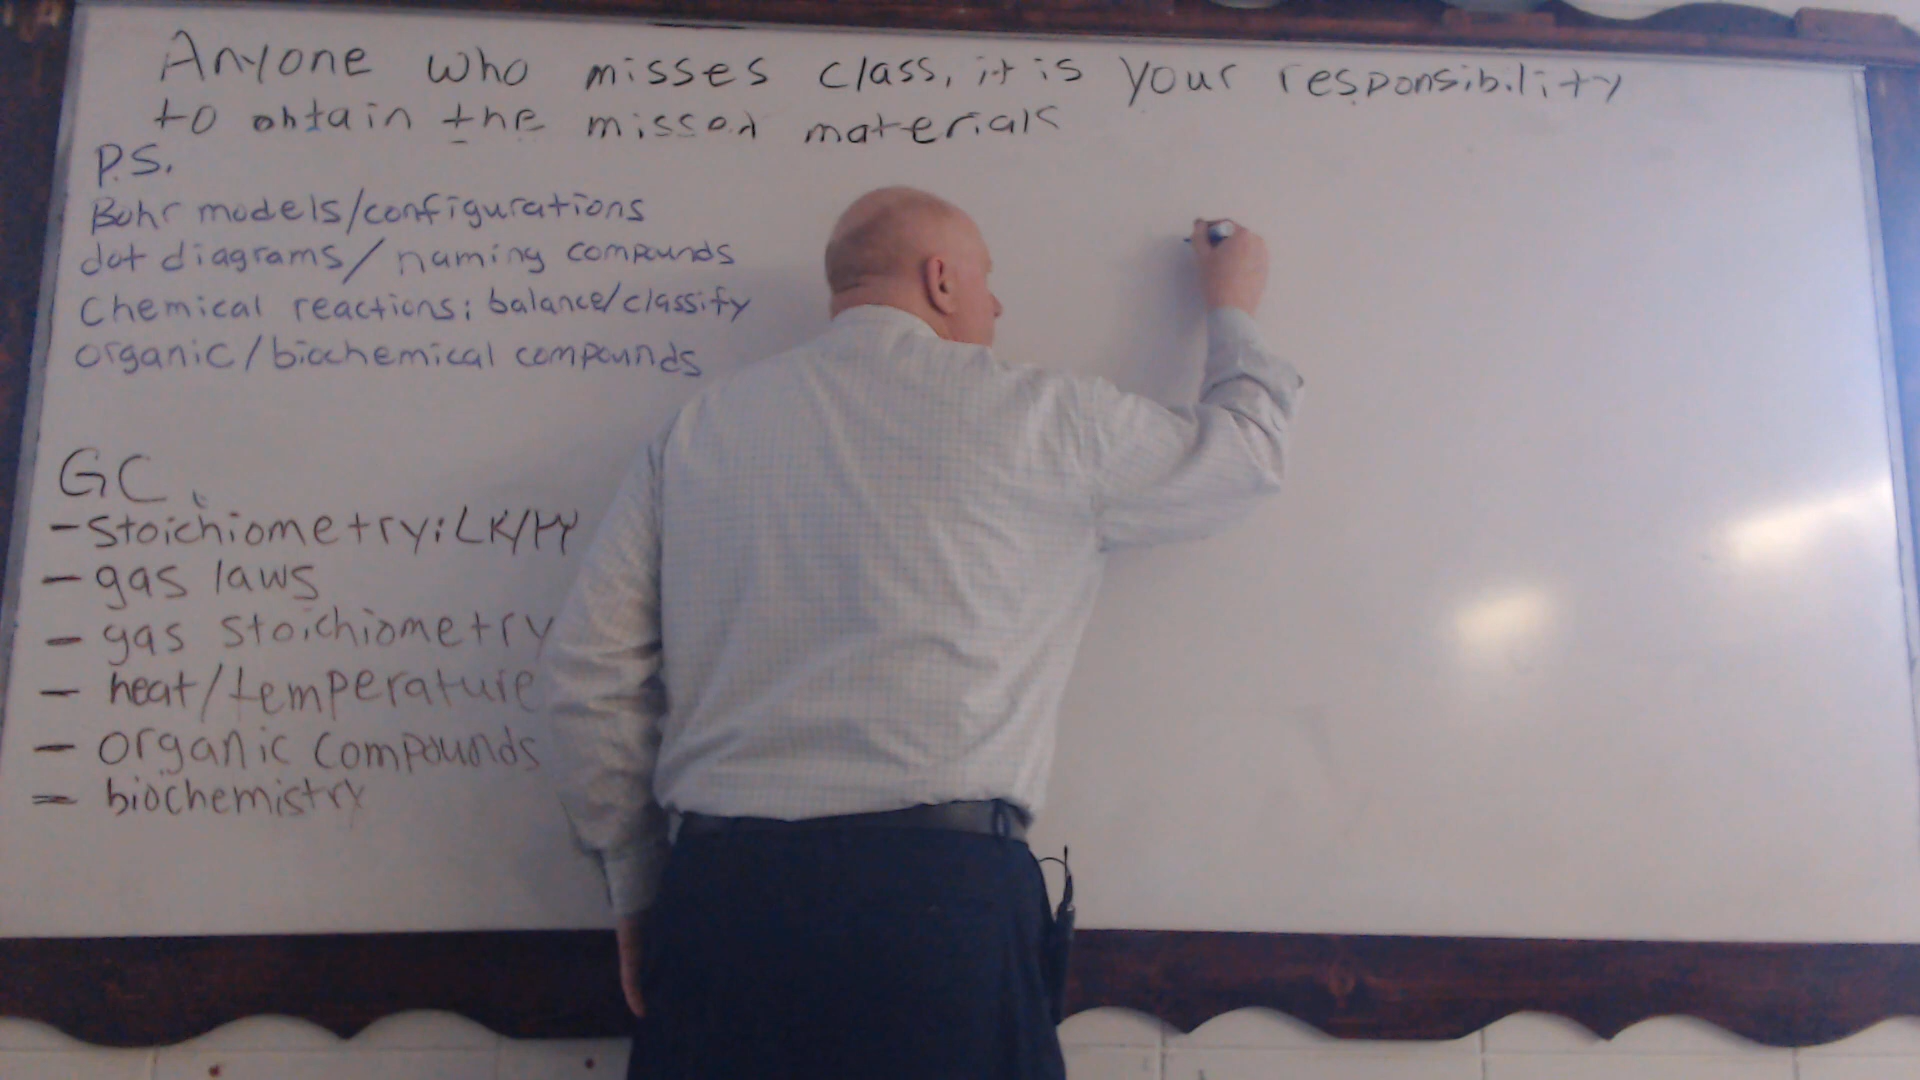 Anyone who misses class, it is your responsibility
to obtain the missed materials
P.S.
Bohr models/configurations
dot diagrams/naming compounds
Chemical reactions: balance/classify
organic/biochemical compounds
GC
- Stoichiometry:
- gas laws
- gas stoichiometry
- heat/temperature
- organic compounds
- biochemistry